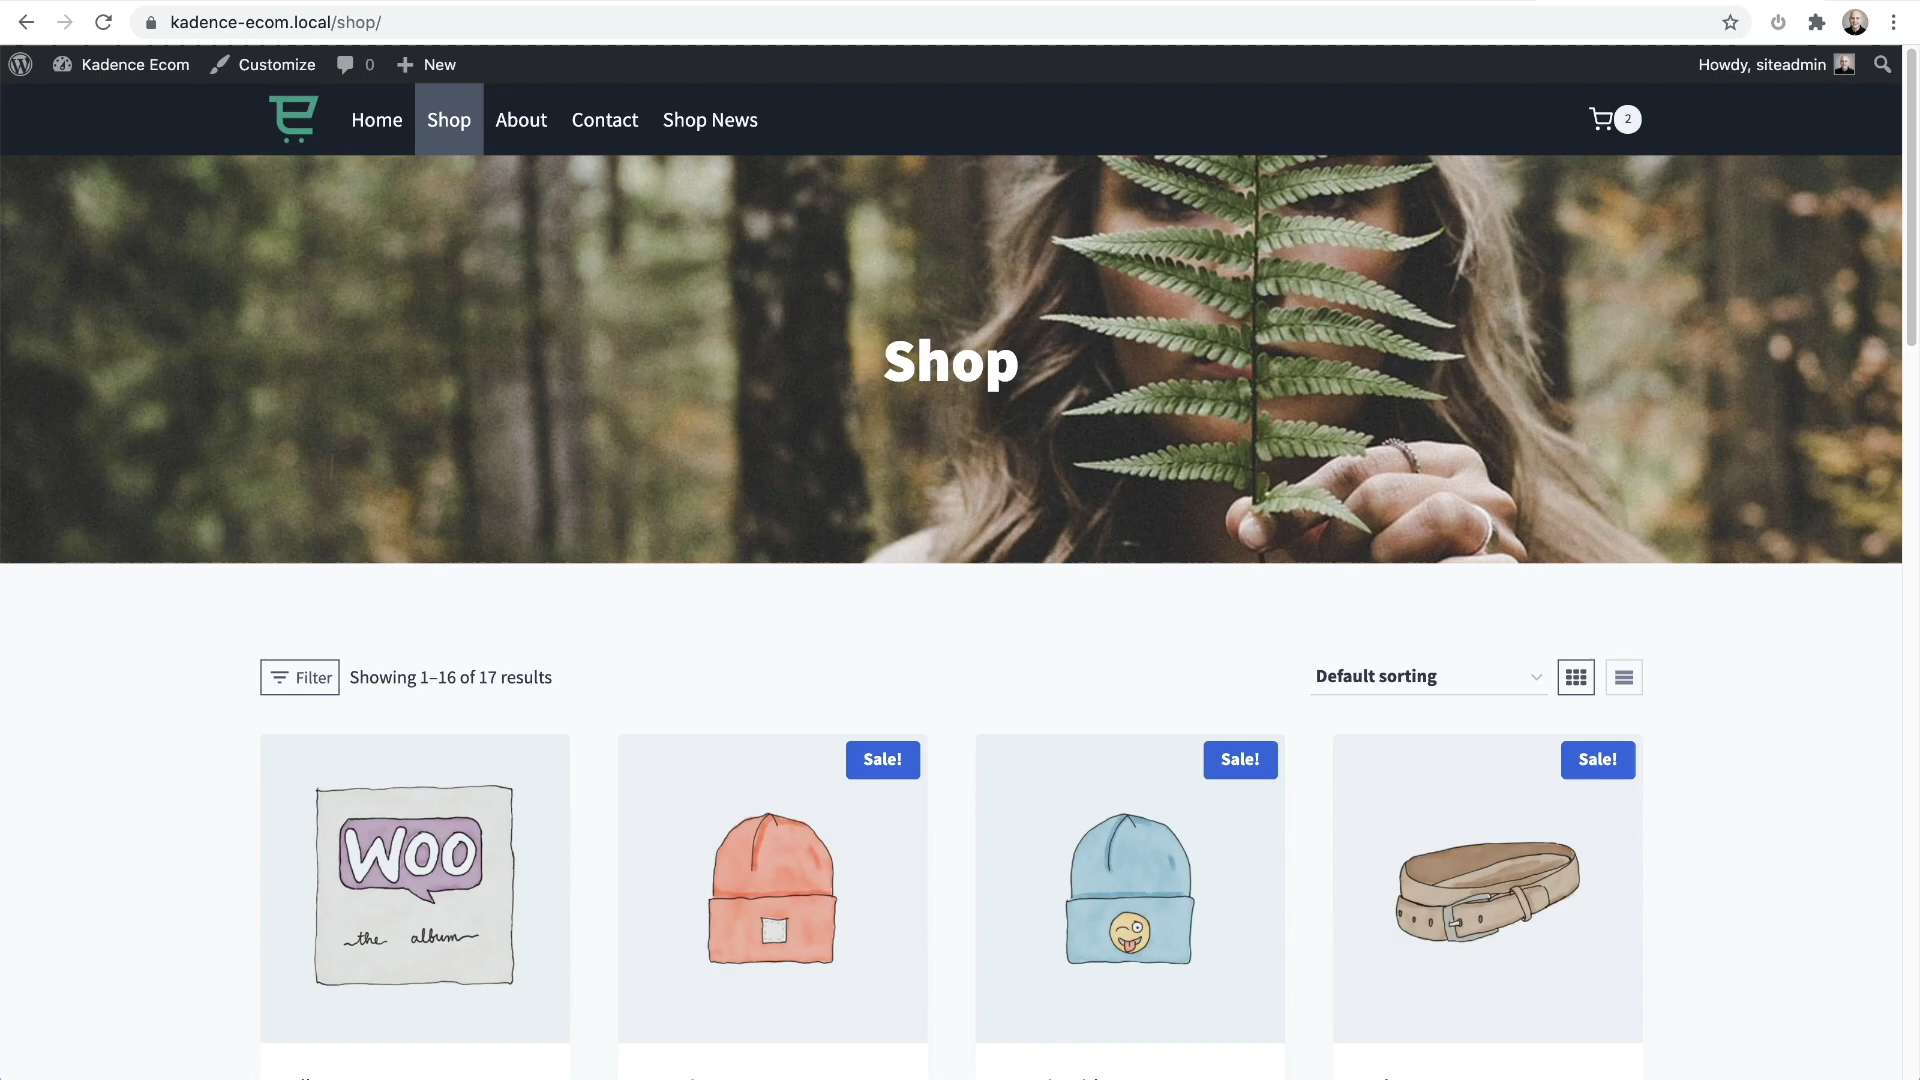 kadence-ecom.local/shop/
Kadence Ecom Customize 0 New Howdy, siteadmin
Home Shop About Contact Shop News 2
Shop
Filter Showing 1–16 of 17 results Default sorting
Sale! Sale! Sale!
WOO
the album